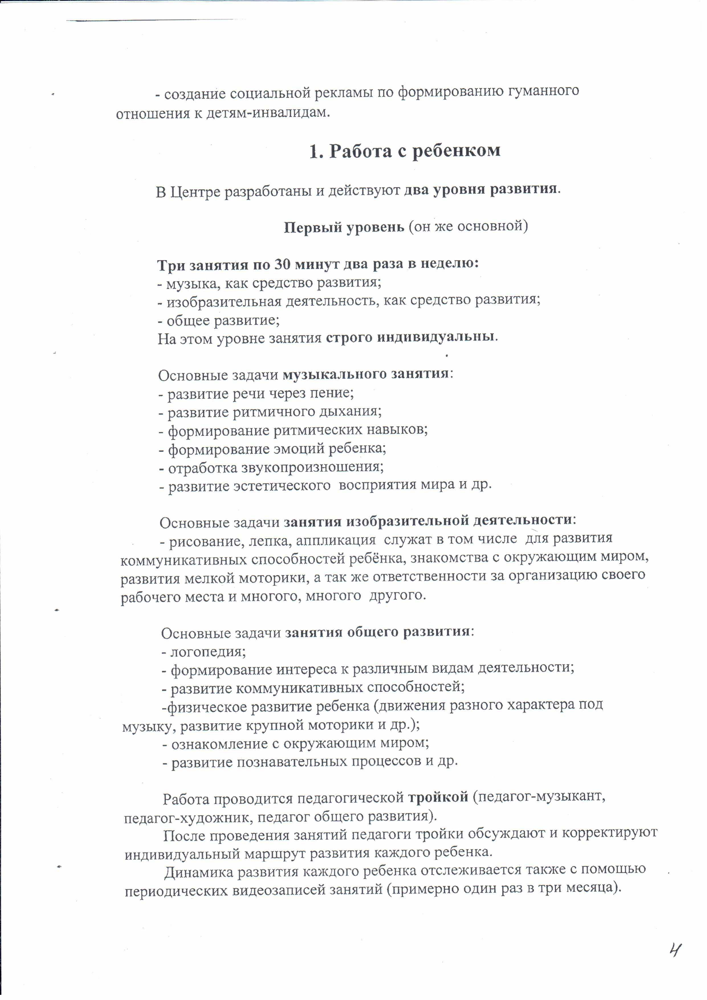 - создание социальной рекламы по формированию гуманного
отношения к детям-инвалидам.
1. Работа с ребенком
В Центре разработаны и действуют два уровня развития.
Первый уровень (он же основной)
Три занятия по 30 минут два раза в неделю:
- музыка, как средство развития;
- изобразительная деятельность, как средство развития;
- общее развитие;
На этом уровне занятия строго индивидуальны.
Основные задачи музыкального занятия:
- развитие речи через пение;
- развитие ритмичного дыхания;
- формирование ритмических навыков;
- формирование эмоций ребенка;
- отработка звукопроизношения;
- развитие эстетического  восприятия мира и др.
Основные задачи занятия изобразительной деятельности:
- рисование, лепка, аппликация  служат в том числе  для развития
коммуникативных способностей ребёнка, знакомства с окружающим миром,
развития мелкой моторики, а так же ответственности за организацию своего
рабочего места и многого, многого  другого.
Основные задачи занятия общего развития:
- логопедия;
- формирование интереса к различным видам деятельности;
- развитие коммуникативных способностей;
-физическое развитие ребенка (движения разного характера под
музыку, развитие крупной моторики и др.);
- ознакомление с окружающим миром;
- развитие познавательных процессов и др.
Работа проводится педагогической тройкой (педагог-музыкант,
педагог-художник, педагог общего развития).
После проведения занятий педагоги тройки обсуждают и корректируют
индивидуальный маршрут развития каждого ребенка.
Динамика развития каждого ребенка отслеживается также с помощью
периодических видеозаписей занятий (примерно один раз в три месяца).
4